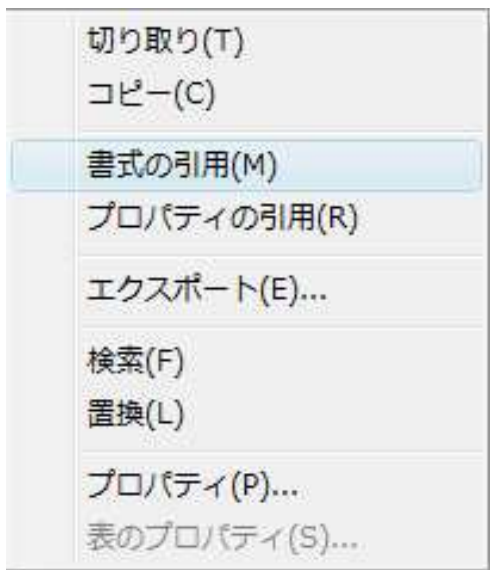 切り取り(T)
コピー(C)
書式の引用(M)
プロパティの引用(R)
エクスポート(E)...
検索(F)
置換(L)
プロパティ(P)...
表のプロパティ(S)...